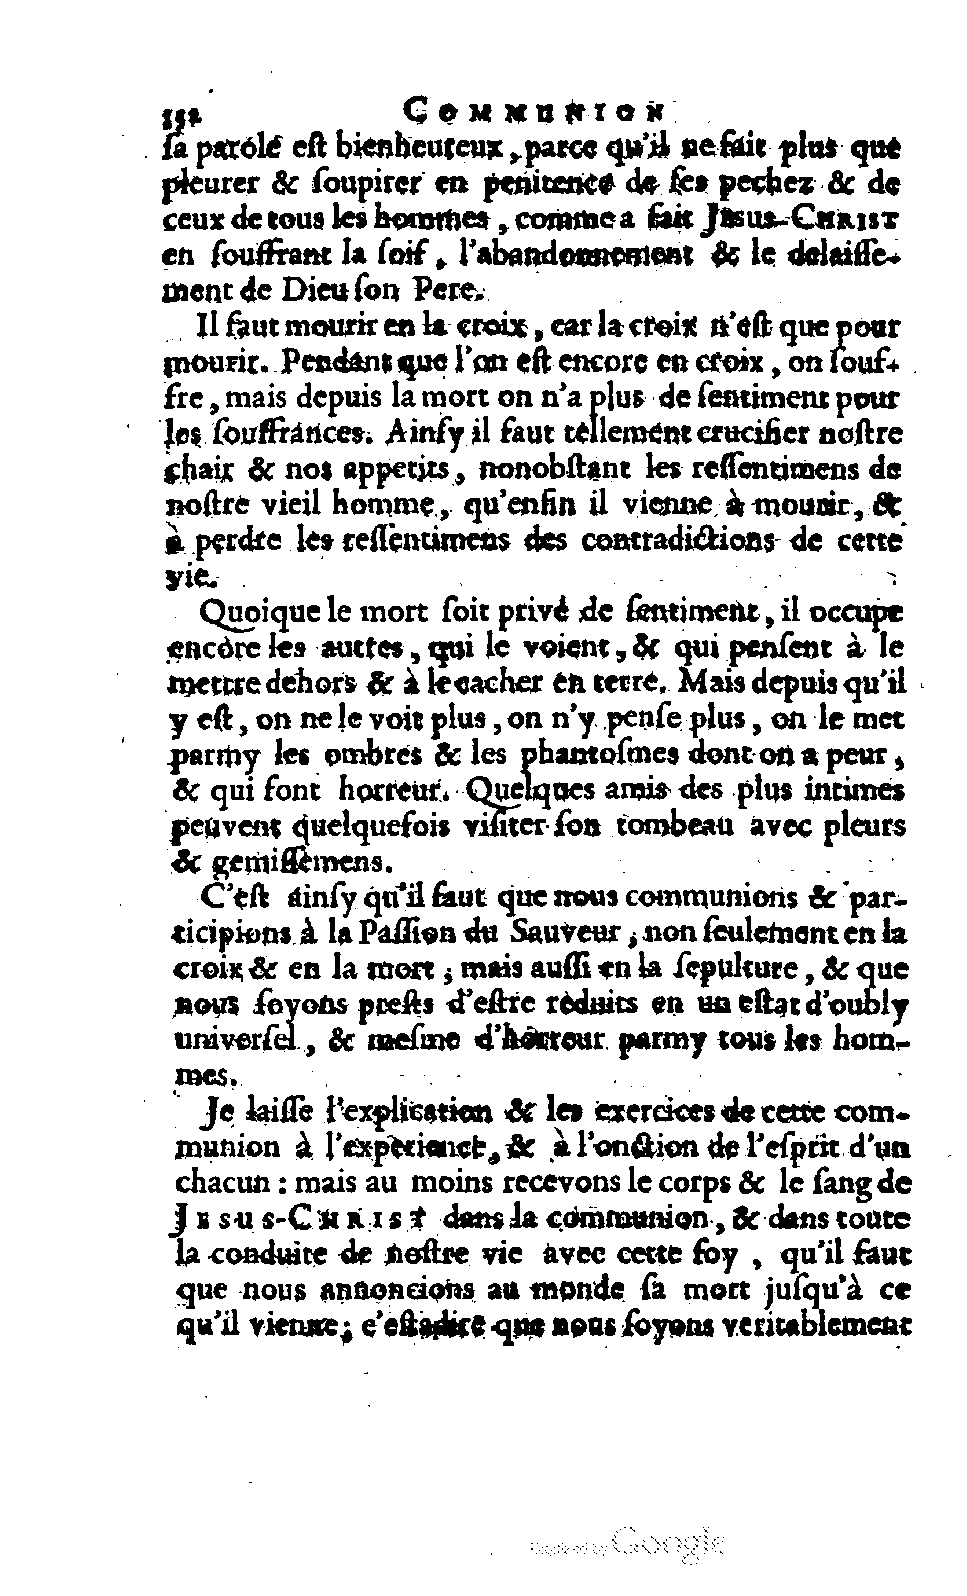 552 COMMUNION
ſa parole eſt bienheureux, parce qu'il ne fait plus que
pleurer & ſoupirer en penitence de ſes pechez & de
ceux de tous les hommes, comme a fait JESUS-CHRIST
en ſouffrant la ſoif, l'abandonnement & le delaiſſe-
ment de Dieu ſon Pere.
Il faut mourir en la croix, car la croix n'eſt que pour
mourir. Pendant que l'on eſt encore en croix, on ſouf-
fre, mais depuis la mort on n'a plus de ſentiment pour
les ſouffrances. Ainſy il faut tellement crucifier noſtre
chair & nos appetits, nonobſtant les reſſentimens de
noſtre vieil homme, qu'enfin il vienne à mourir, &
à perdre les reſſentimens des contradictions de cette
vie.
Quoique le mort ſoit privé de ſentiment, il occupe
encore les autres, qui le voient, & qui penſent à le
mettre dehors & à le cacher en terre. Mais depuis qu'il
y eſt, on ne le voit plus, on n'y penſe plus, on le met
parmy les ombres & les phantoſmes dont on a peur,
& qui font horreur. Quelques amis des plus intimes
peuvent quelquefois viſiter ſon tombeau avec pleurs
& gemiſſemens.
C'eſt ainſy qu'il faut que nous communions & par-
ticipions à la Paſſion du Sauveur, non ſeulement en la
croix & en la mort; mais auſſi en la ſepulture, & que
nous ſoyons preſts d'eſtre réduits en un eſtat d'oubly
univerſel, & meſme d'horreur parmy tous les hom-
mes.
Je laiſſe l'explication & les exercices de cette com-
munion à l'experience, & à l'onction de l'eſprit d'un
chacun : mais au moins recevons le corps & le ſang de
JESUS-CHRIST dans la communion, & dans toute
la conduite de noſtre vie avec cette foy, qu'il faut
que nous annoncions au monde ſa mort juſqu'à ce
qu'il vienne; c'eſtadire que nous ſoyons veritablement
Google